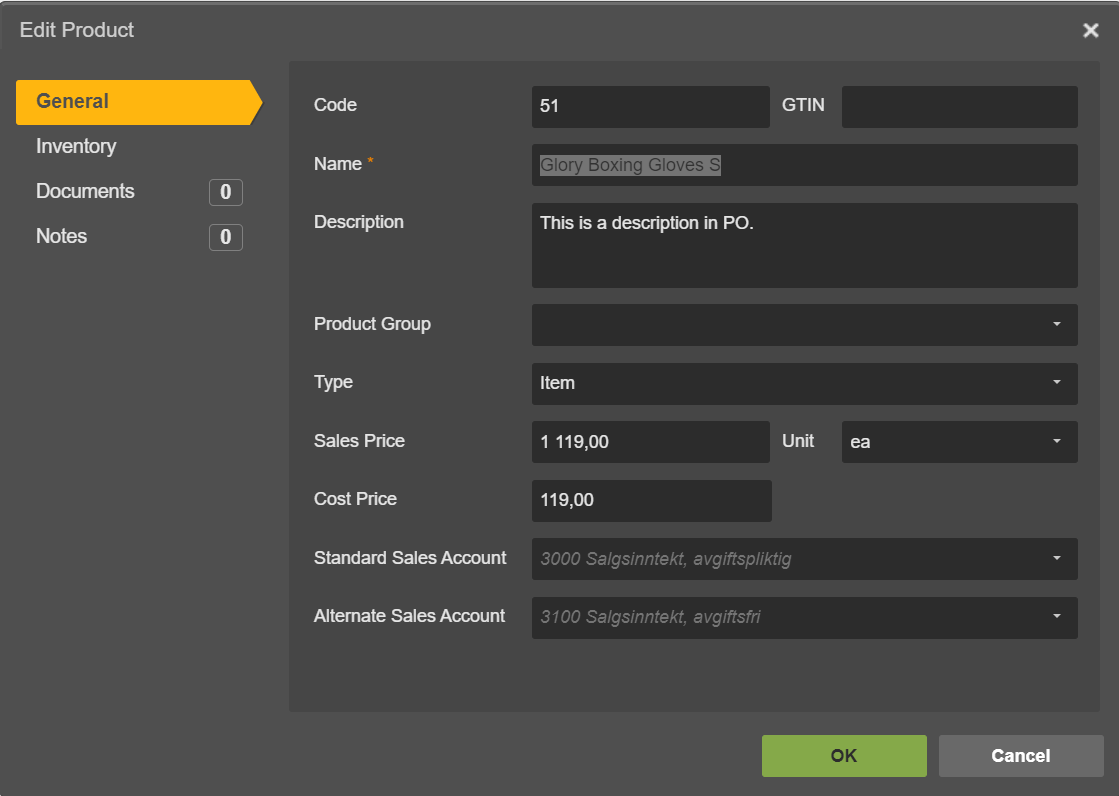 Edit Product
General
Inventory
Documents 0
Notes 0
Code 51 GTIN
Name * Glory Boxing Gloves S
Description This is a description in PO.
Product Group
Type Item
Sales Price 1 119,00 Unit ea
Cost Price 119,00
Standard Sales Account 3000 Salgsinntekt, avgiftspliktig
Alternate Sales Account 3100 Salgsinntekt, avgiftsfri
OK Cancel